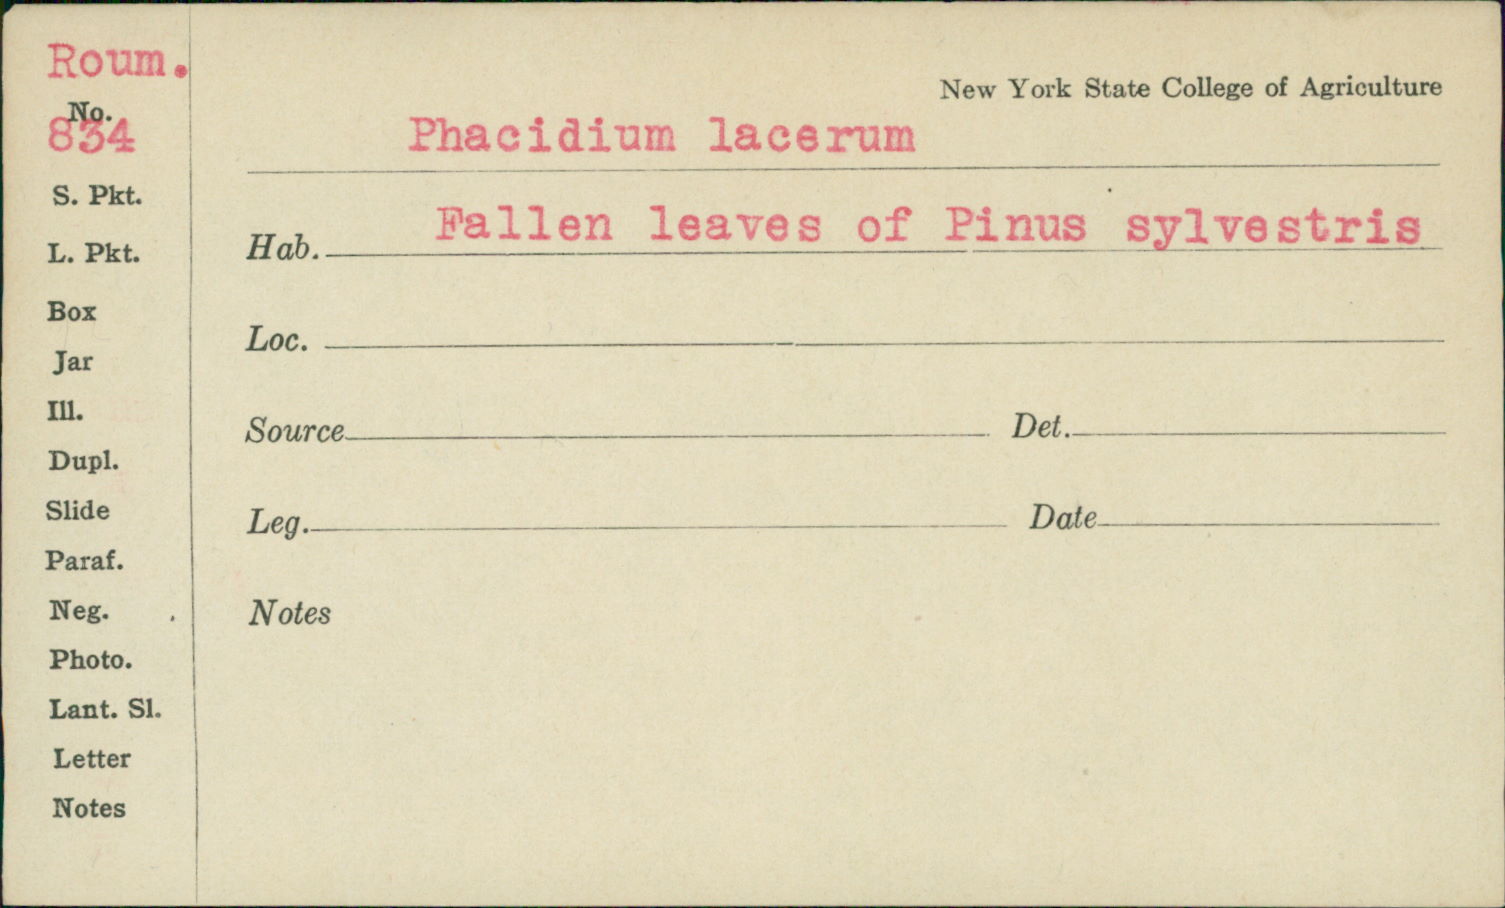 Roum.
No.
834
S. Pkt.
L. Pkt.
Box
Jar
Ill.
Dupl.
Slide
Paraf.
Neg.
Photo.
Lant. Sl.
Letter
Notes
New York State College of Agriculture
Phacidium lacerum
Hab. Fallen leaves of Pinus sylvestris
Loc.
Source Det.
Leg. Date
Notes